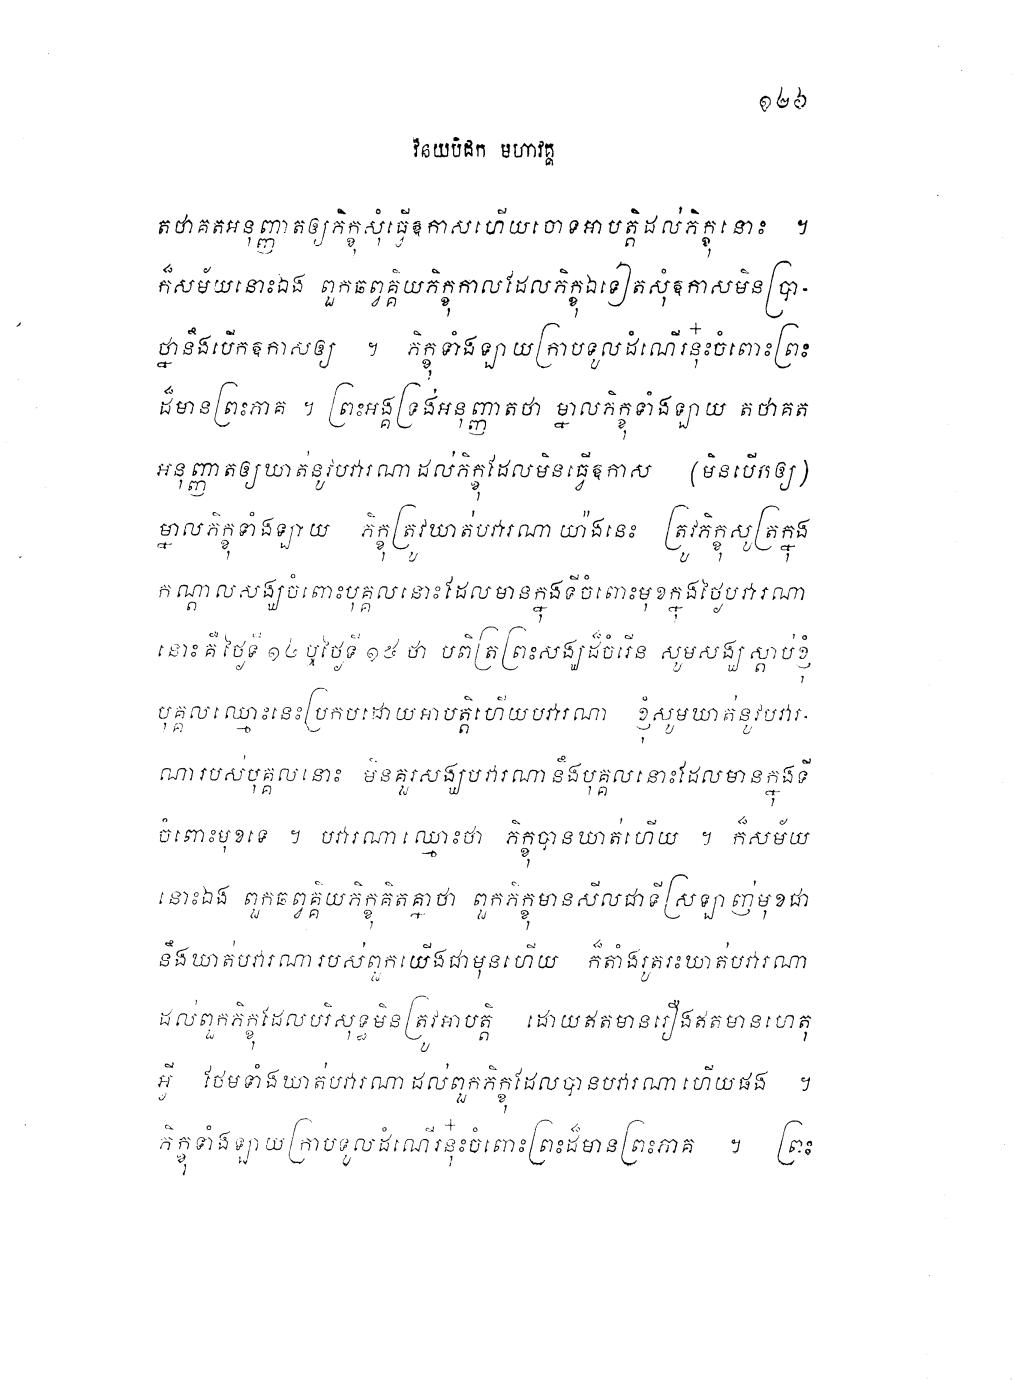 ១២៦
វិនយបិដក មហាវគ្គ
តថាគតអនុញ្ញាតឲ្យភិក្ខុសុំធ្វើឱកាសហើយចោទអាបត្តិដល់ភិក្ខុនោះ ។
ក៏សម័យនោះឯង ពួកឆព្វគ្គិយភិក្ខុកាលដែលភិក្ខុឯទៀតសុំឱកាសមិនប្រា-
ថ្នានឹងបើកឱកាសឲ្យ ។ ភិក្ខុទាំងឡាយក្រាបទូលដំណើរនុ៎ះចំពោះព្រះ
ដ៏មានព្រះភាគ ។ ព្រះអង្គទ្រង់អនុញ្ញាតថា ម្នាលភិក្ខុទាំងឡាយ តថាគត
អនុញ្ញាតឲ្យឃាត់នូវបវារណាដល់ភិក្ខុដែលមិនធ្វើឱកាស (មិនបើកឲ្យ)
ម្នាលភិក្ខុទាំងឡាយ ភិក្ខុត្រូវឃាត់បវារណាយ៉ាងនេះ ត្រូវភិក្ខុសូត្រក្នុង
កណ្តាលសង្ឃចំពោះបុគ្គលនោះដែលមានក្នុងទីចំពោះមុខក្នុងថ្ងៃបវារណា
នោះគឺថ្ងៃទី ១៤ ឬថ្ងៃទី ១៥ ថា បពិត្រព្រះសង្ឃដ៏ចំរើន សូមសង្ឃស្តាប់ខ្ញុំ
បុគ្គលឈ្មោះនេះប្រកបដោយអាបត្តិហើយបវារណា ខ្ញុំសូមឃាត់នូវបវារ-
ណារបស់បុគ្គលនោះ មិនគួរសង្ឃបវារណានឹងបុគ្គលនោះដែលមានក្នុងទី
ចំពោះមុខទេ ។ បវារណាឈ្មោះថា ភិក្ខុបានឃាត់ហើយ ។ ក៏សម័យ
នោះឯង ពួកឆព្វគ្គិយភិក្ខុគិតគ្នាថា ពួកភិក្ខុមានសីលជាទីស្រឡាញ់មុខជា
នឹងឃាត់បវារណារបស់ពួកយើងជាមុនហើយ ក៏តាំងរូតរះឃាត់បវារណា
ដល់ពួកភិក្ខុដែលបរិសុទ្ធមិនត្រូវអាបត្តិ ដោយឥតមានរឿងឥតមានហេតុ
អ្វី ថែមទាំងឃាត់បវារណាដល់ពួកភិក្ខុដែលបានបវារណាហើយផង ។
ភិក្ខុទាំងឡាយក្រាបទូលដំណើរនុ៎ះចំពោះព្រះដ៏មានព្រះភាគ ។ ព្រះ